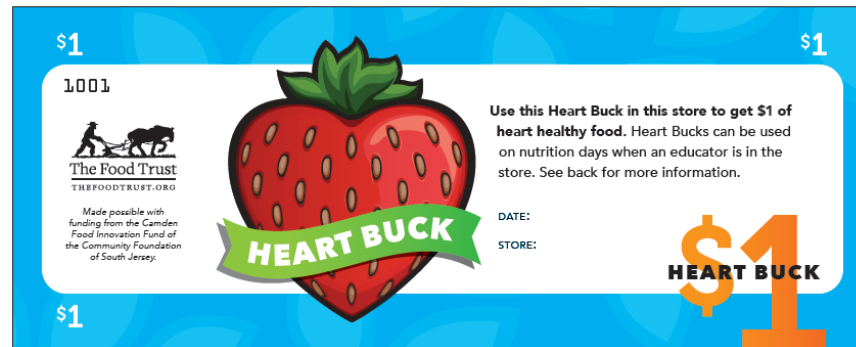 $1
$1
1001
The Food Trust
THEFOODTRUST.ORG
Made possible with
funding from the Camden
Food Innovation Fund of
the Community Foundation
of South Jersey.
HEART BUCK
Use this Heart Buck in this store to get $1 of
heart healthy food. Heart Bucks can be used
on nutrition days when an educator is in the
store. See back for more information.
DATE:
STORE:
$1
HEART BUCK
$1